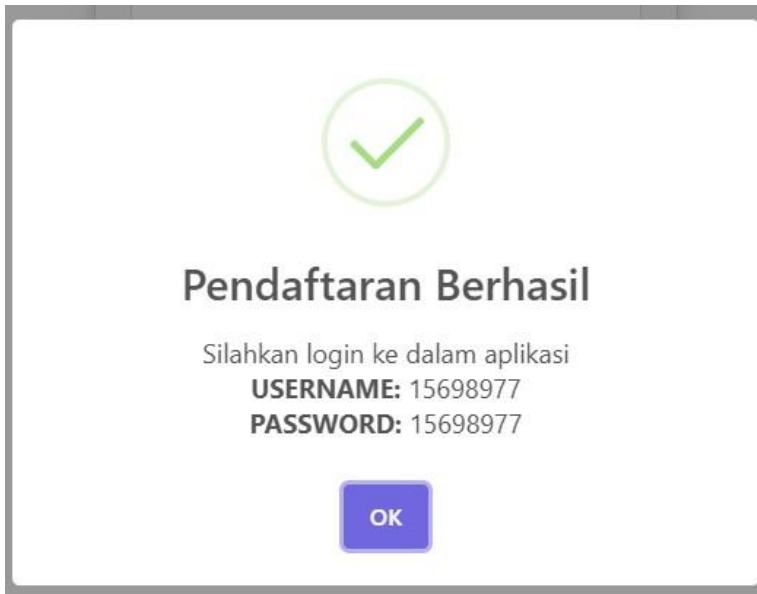 Pendaftaran Berhasil
Silahkan login ke dalam aplikasi
USERNAME: 15698977
PASSWORD: 15698977
OK